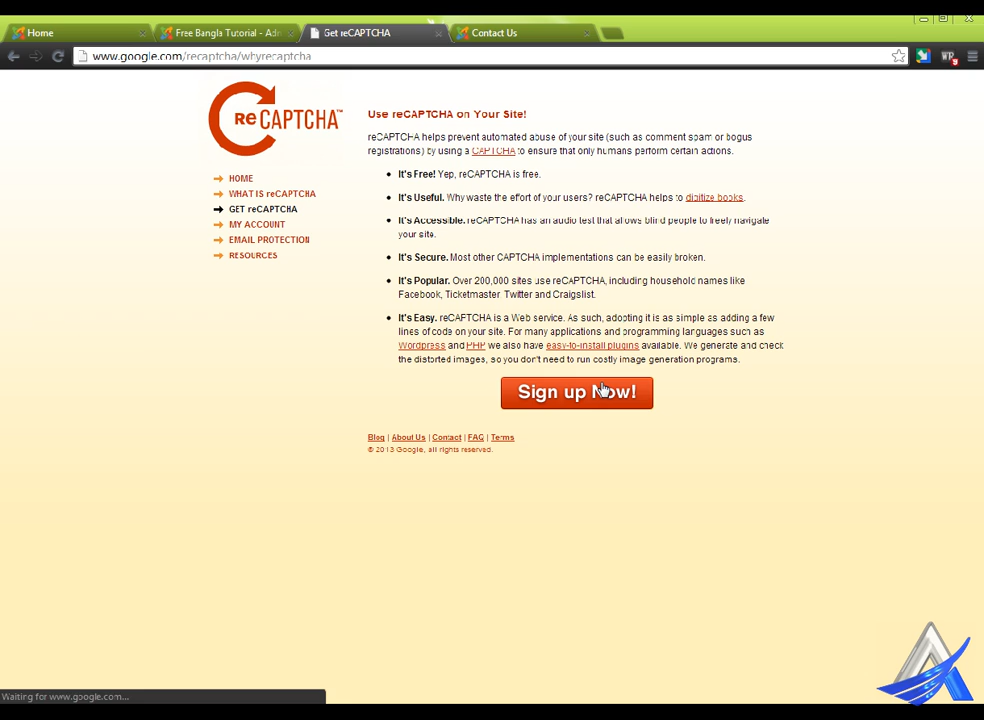 Home
Free Bangla Tutorial - Adm
Get reCAPTCHA
Contact Us
www.google.com/recaptcha/whyrecaptcha
reCAPTCHA™
HOME
WHAT IS reCAPTCHA
GET reCAPTCHA
MY ACCOUNT
EMAIL PROTECTION
RESOURCES
Use reCAPTCHA on Your Site!
reCAPTCHA helps prevent automated abuse of your site (such as comment spam or bogus
registrations) by using a CAPTCHA to ensure that only humans perform certain actions.
It's Free! Yep, reCAPTCHA is free.
It's Useful. Why waste the effort of your users? reCAPTCHA helps to digitize books.
It's Accessible. reCAPTCHA has an audio test that allows blind people to freely navigate
your site.
It's Secure. Most other CAPTCHA implementations can be easily broken.
It's Popular. Over 200,000 sites use reCAPTCHA, including household names like
Facebook, Ticketmaster, Twitter and Craigslist.
It's Easy. reCAPTCHA is a Web service. As such, adopting it is as simple as adding a few
lines of code on your site. For many applications and programming languages such as
Wordpress and PHP we also have easy-to-install plugins available. We generate and check
the distorted images, so you don't need to run costly image generation programs.
Sign up Now!
Blog | About Us | Contact | FAQ | Terms
© 2013 Google, all rights reserved.
Waiting for www.google.com...